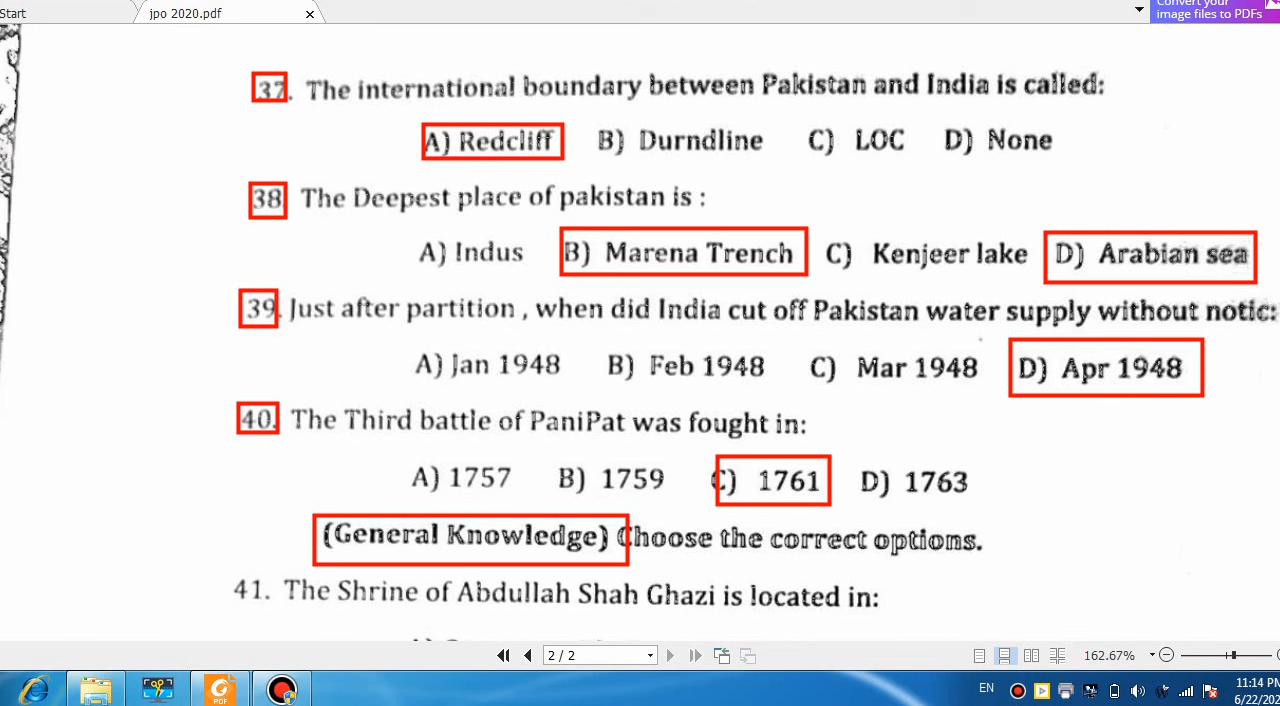 Start
jpo 2020.pdf
Convert your
image files to PDFs
37. The international boundary between Pakistan and India is called:
A) Redcliff B) Durndline C) LOC D) None
38 The Deepest place of pakistan is :
A) Indus B) Marena Trench C) Kenjeer lake D) Arabian sea
39. Just after partition , when did India cut off Pakistan water supply without notic:
A) Jan 1948 B) Feb 1948 C) Mar 1948 D) Apr 1948
40. The Third battle of PaniPat was fought in:
A) 1757 B) 1759 C) 1761 D) 1763
(General Knowledge) Choose the correct options.
41. The Shrine of Abdullah Shah Ghazi is located in:
2 / 2
162.67%
PDF
EN
11:14 PM
6/22/202